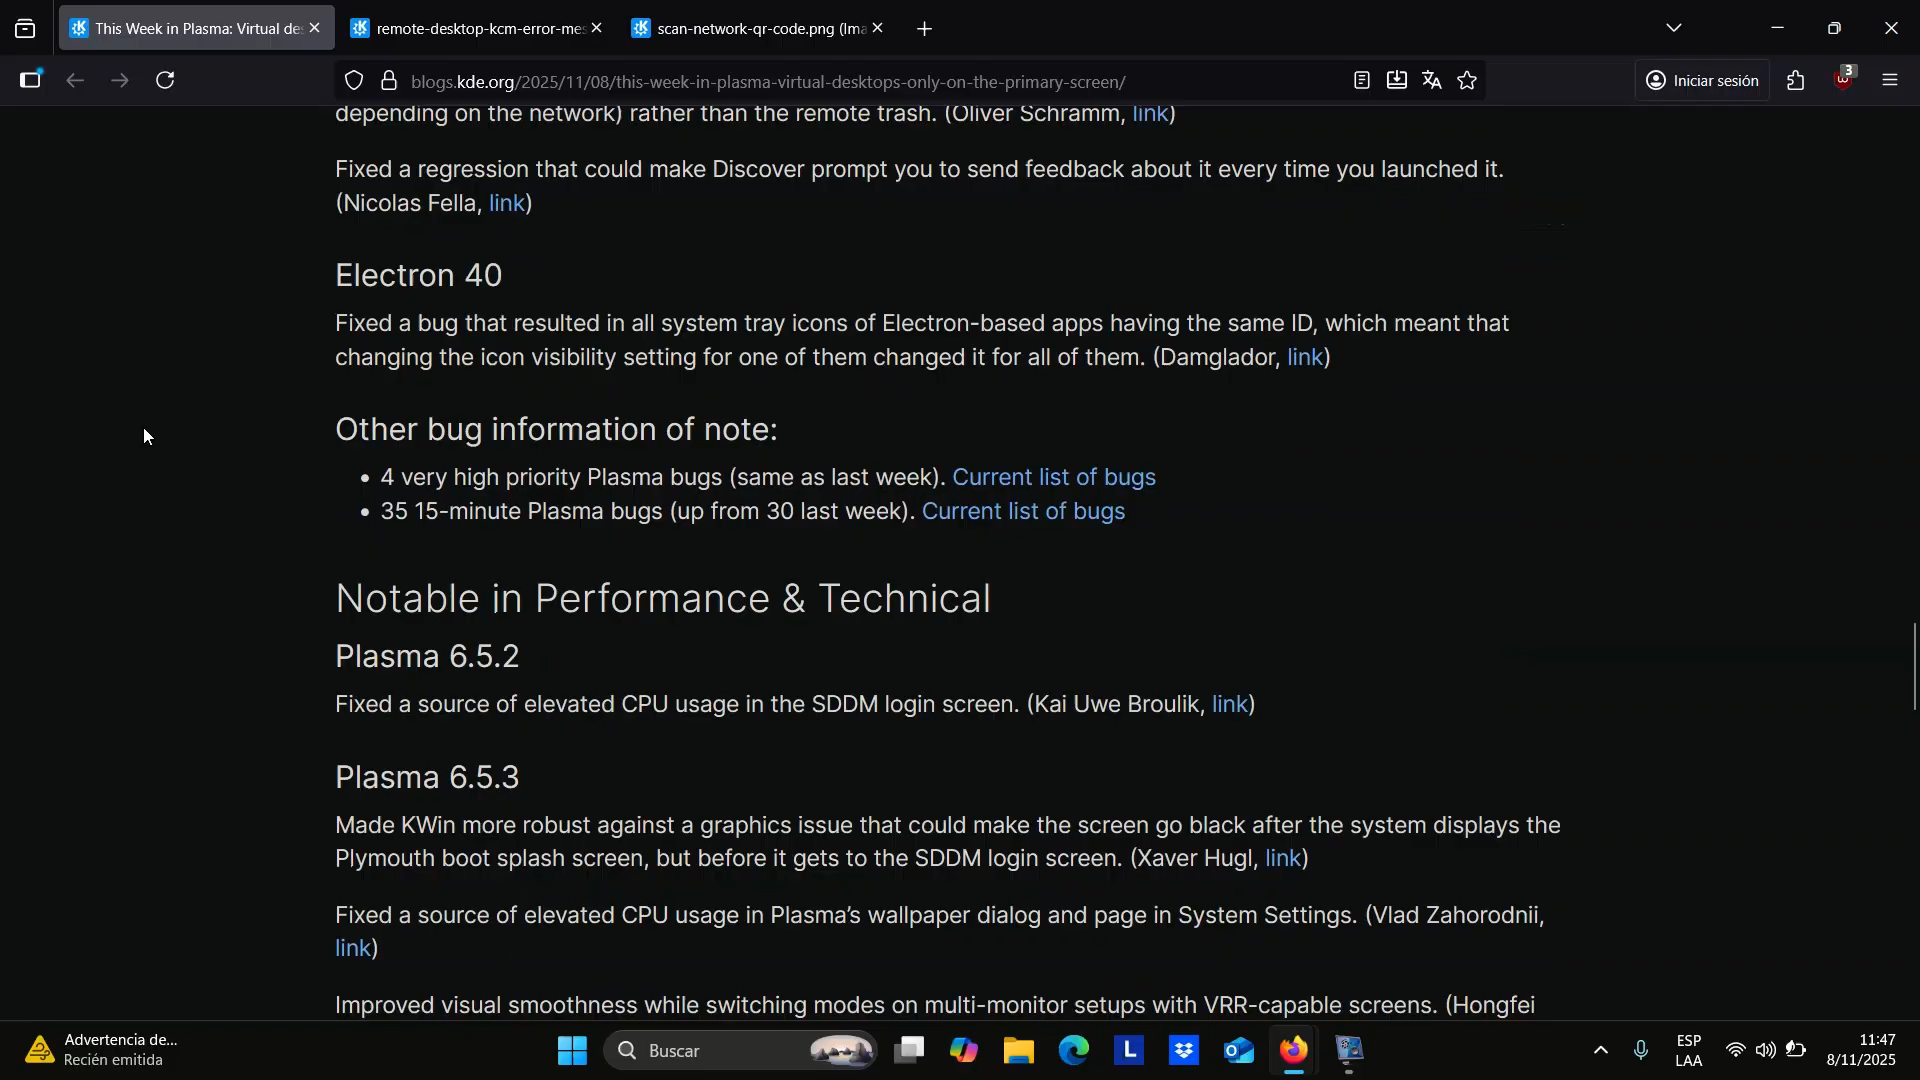 This Week in Plasma: Virtual de
remote-desktop-kcm-error-mes
scan-network-qr-code.png (Ima
blogs.kde.org/2025/11/08/this-week-in-plasma-virtual-desktops-only-on-the-primary-screen/
Iniciar sesión
3
depending on the network) rather than the remote trash. (Oliver Schramm, link)
Fixed a regression that could make Discover prompt you to send feedback about it every time you launched it.
(Nicolas Fella, link)
Electron 40
Fixed a bug that resulted in all system tray icons of Electron-based apps having the same ID, which meant that
changing the icon visibility setting for one of them changed it for all of them. (Damglador, link)
Other bug information of note:
• 4 very high priority Plasma bugs (same as last week). Current list of bugs
• 35 15-minute Plasma bugs (up from 30 last week). Current list of bugs
Notable in Performance & Technical
Plasma 6.5.2
Fixed a source of elevated CPU usage in the SDDM login screen. (Kai Uwe Broulik, link)
Plasma 6.5.3
Made KWin more robust against a graphics issue that could make the screen go black after the system displays the
Plymouth boot splash screen, but before it gets to the SDDM login screen. (Xaver Hugl, link)
Fixed a source of elevated CPU usage in Plasma's wallpaper dialog and page in System Settings. (Vlad Zahorodnii,
link)
Improved visual smoothness while switching modes on multi-monitor setups with VRR-capable screens. (Hongfei
Advertencia de...
Recién emitida
Buscar
L
ESP
LAA
11:47
8/11/2025